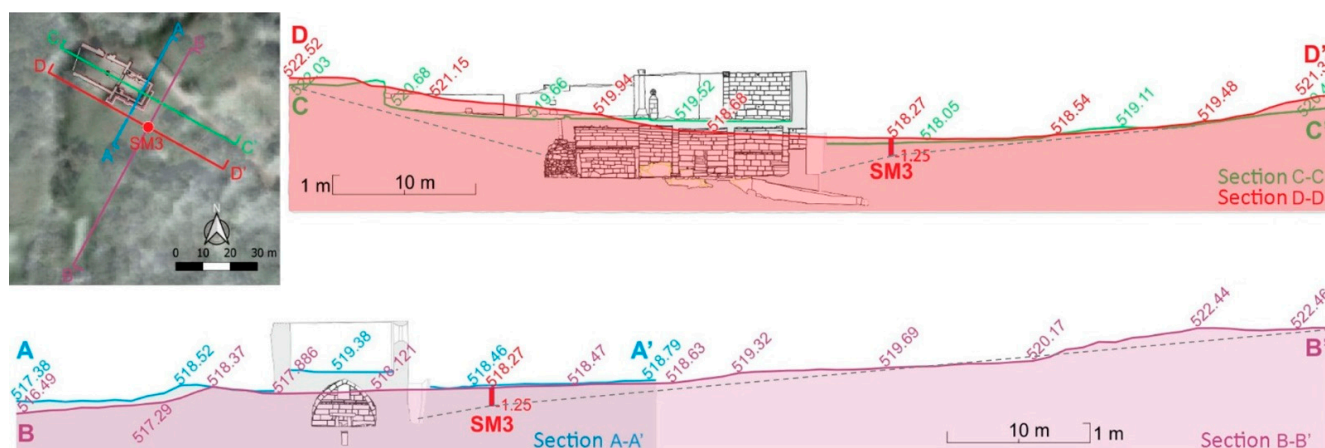 A
B
C
D
SM3
A'
C'
D'
B'
N
0 10 20 30 m
D
522.52
522.03
C
520.68
521.15
519.66
519.94
519.52
518.68
518.27
518.05
518.54
519.11
519.48
D'
C'
1.25
SM3
1 m
10 m
Section C-C'
Section D-D
A
517.38
516.49
B
517.29
518.52
518.37
517.886
519.38
518.121
518.46
518.27
1.25
SM3
518.47
A'
518.79
518.63
519.32
519.69
520.17
522.44
522.46
B'
Section A-A'
10 m
1 m
Section B-B'